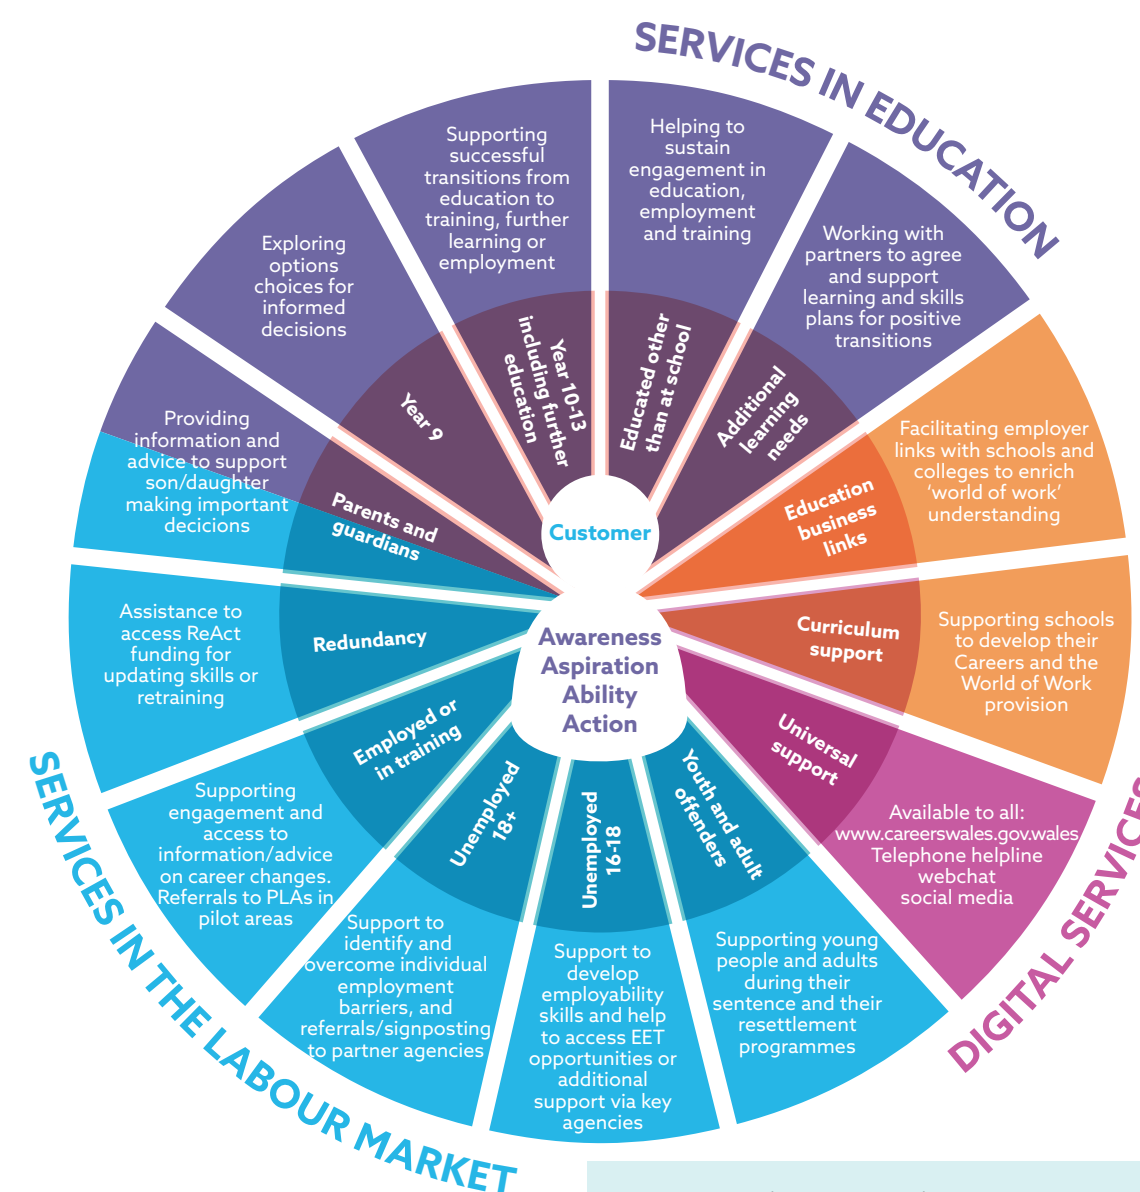 SERVICES IN EDUCATION
Supporting
successful
transitions from
education to
training, further
learning or
employment
Year 10-13
including further
education
Helping to
sustain
engagement in
education,
employment
and training
Educated other
than at school
Working with
partners to agree
and support
learning and skills
plans for positive
transitions
Additional
learning
needs
Facilitating employer
links with schools and
colleges to enrich
‘world of work’
understanding
Education
business
links
Supporting schools
to develop their
Careers and the
World of Work
provision
Curriculum
support
DIGITAL SERVICES
Available to all:
www.careerswales.gov.wales
Telephone helpline
webchat
social media
Universal
support
Supporting young
people and adults
during their
sentence and their
resettlement
programmes
Youth and adult
offenders
Support to
develop
employability
skills and help
to access EET
opportunities or
additional
support via key
agencies
Unemployed
16-18
SERVICES IN THE LABOUR MARKET
Support to
identify and
overcome individual
employment
barriers, and
referrals/signposting
to partner agencies
Unemployed
18+
Supporting
engagement and
access to
information/advice
on career changes.
Referrals to PLAs in
pilot areas
Employed or
in training
Assistance to
access ReAct
funding for
updating skills or
retraining
Redundancy
Providing
information and
advice to support
son/daughter
making important
decicions
Parents and
guardians
Exploring
options
choices for
informed
decisions
Year 9
Customer
Awareness
Aspiration
Ability
Action